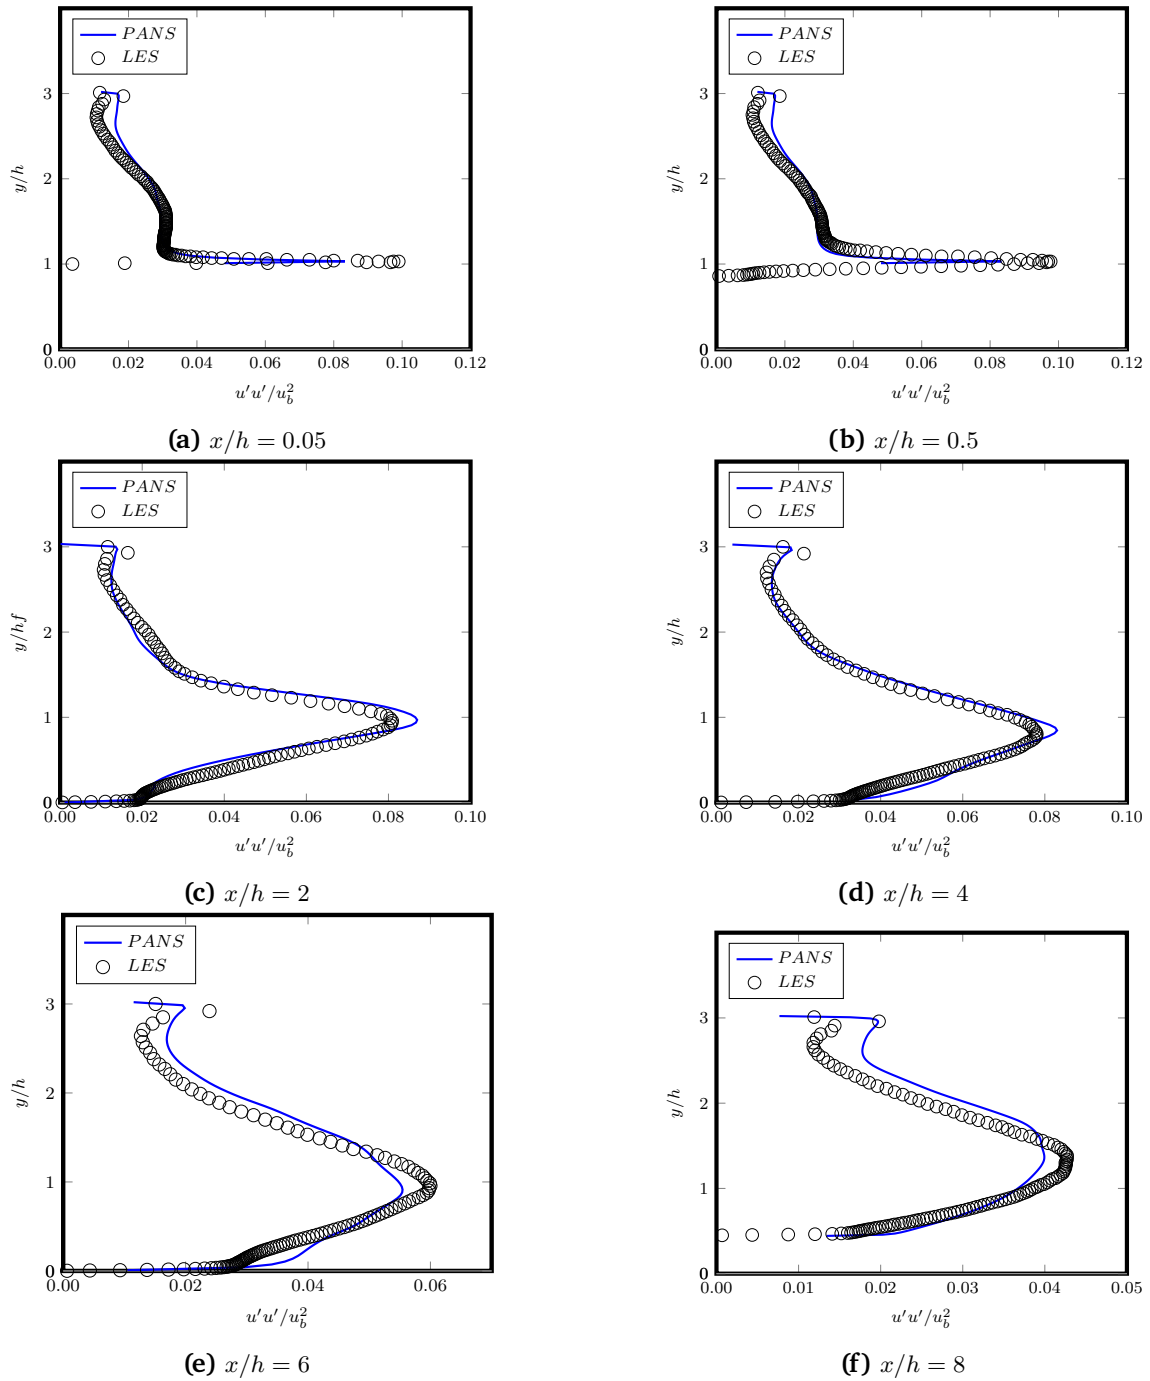 PANS
LES
3
2
1
0
y/h
0.00 0.02 0.04 0.06 0.08 0.10 0.12
u′u′/u_b^2
(a) x/h = 0.05
PANS
LES
3
2
1
0
y/h
0.00 0.02 0.04 0.06 0.08 0.10 0.12
u′u′/u_b^2
(b) x/h = 0.5
PANS
LES
3
2
1
0
y/hf
0.00 0.02 0.04 0.06 0.08 0.10
u′u′/u_b^2
(c) x/h = 2
PANS
LES
3
2
1
0
y/h
0.00 0.02 0.04 0.06 0.08 0.10
u′u′/u_b^2
(d) x/h = 4
PANS
LES
3
2
1
0
y/h
0.00 0.02 0.04 0.06
u′u′/u_b^2
(e) x/h = 6
PANS
LES
3
2
1
0
y/h
0.00 0.01 0.02 0.03 0.04 0.05
u′u′/u_b^2
(f) x/h = 8